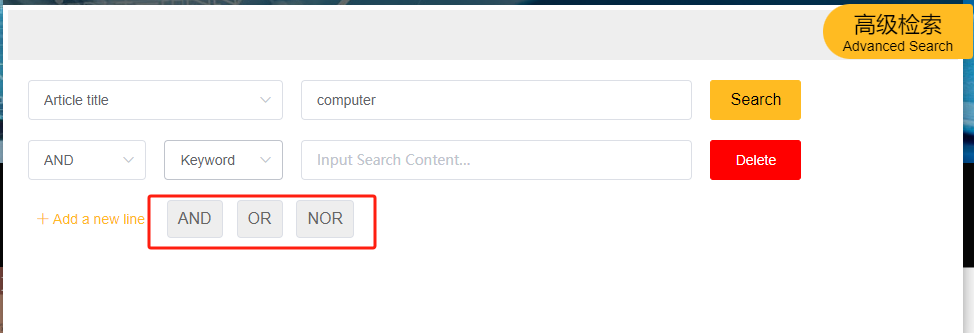 高级检索
Advanced Search
Article title
computer
Search
AND
Keyword
Input Search Content...
Delete
+ Add a new line
AND
OR
NOR